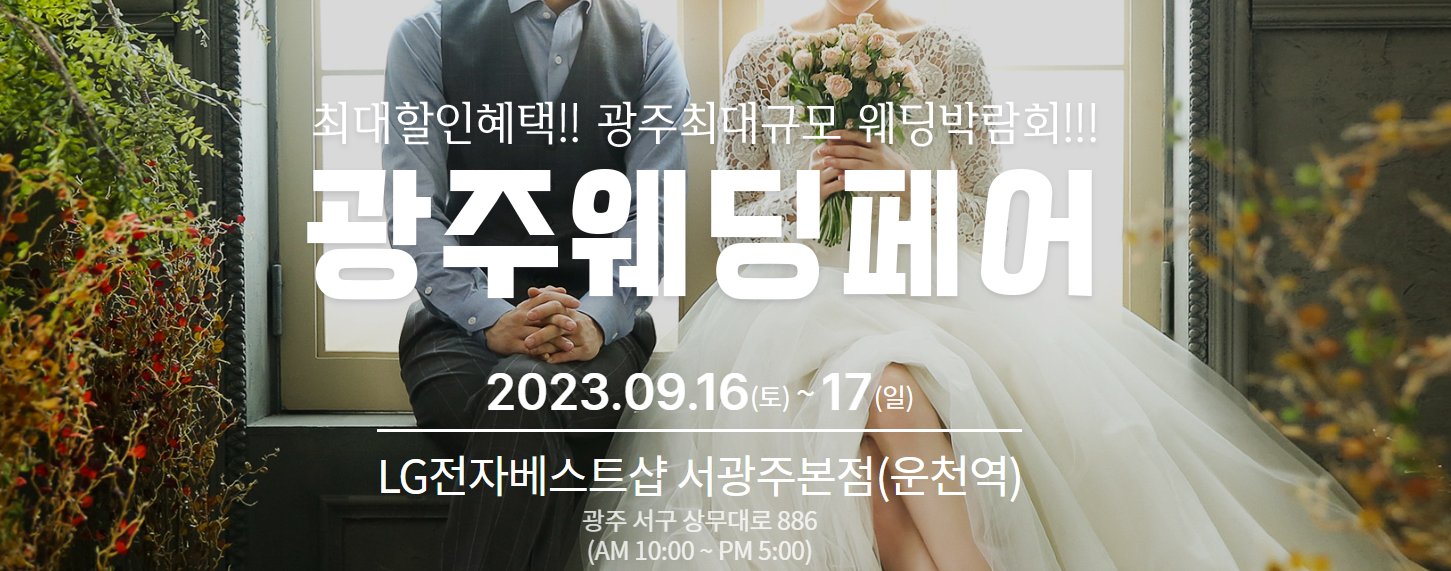 최대할인혜택!! 광주최대규모 웨딩박람회!!!
광주웨딩페어
2023.09.16(토) ~ 17(일)
LG전자베스트샵 서광주본점(운천역)
광주 서구 상무대로 886
(AM 10:00 ~ PM 5:00)